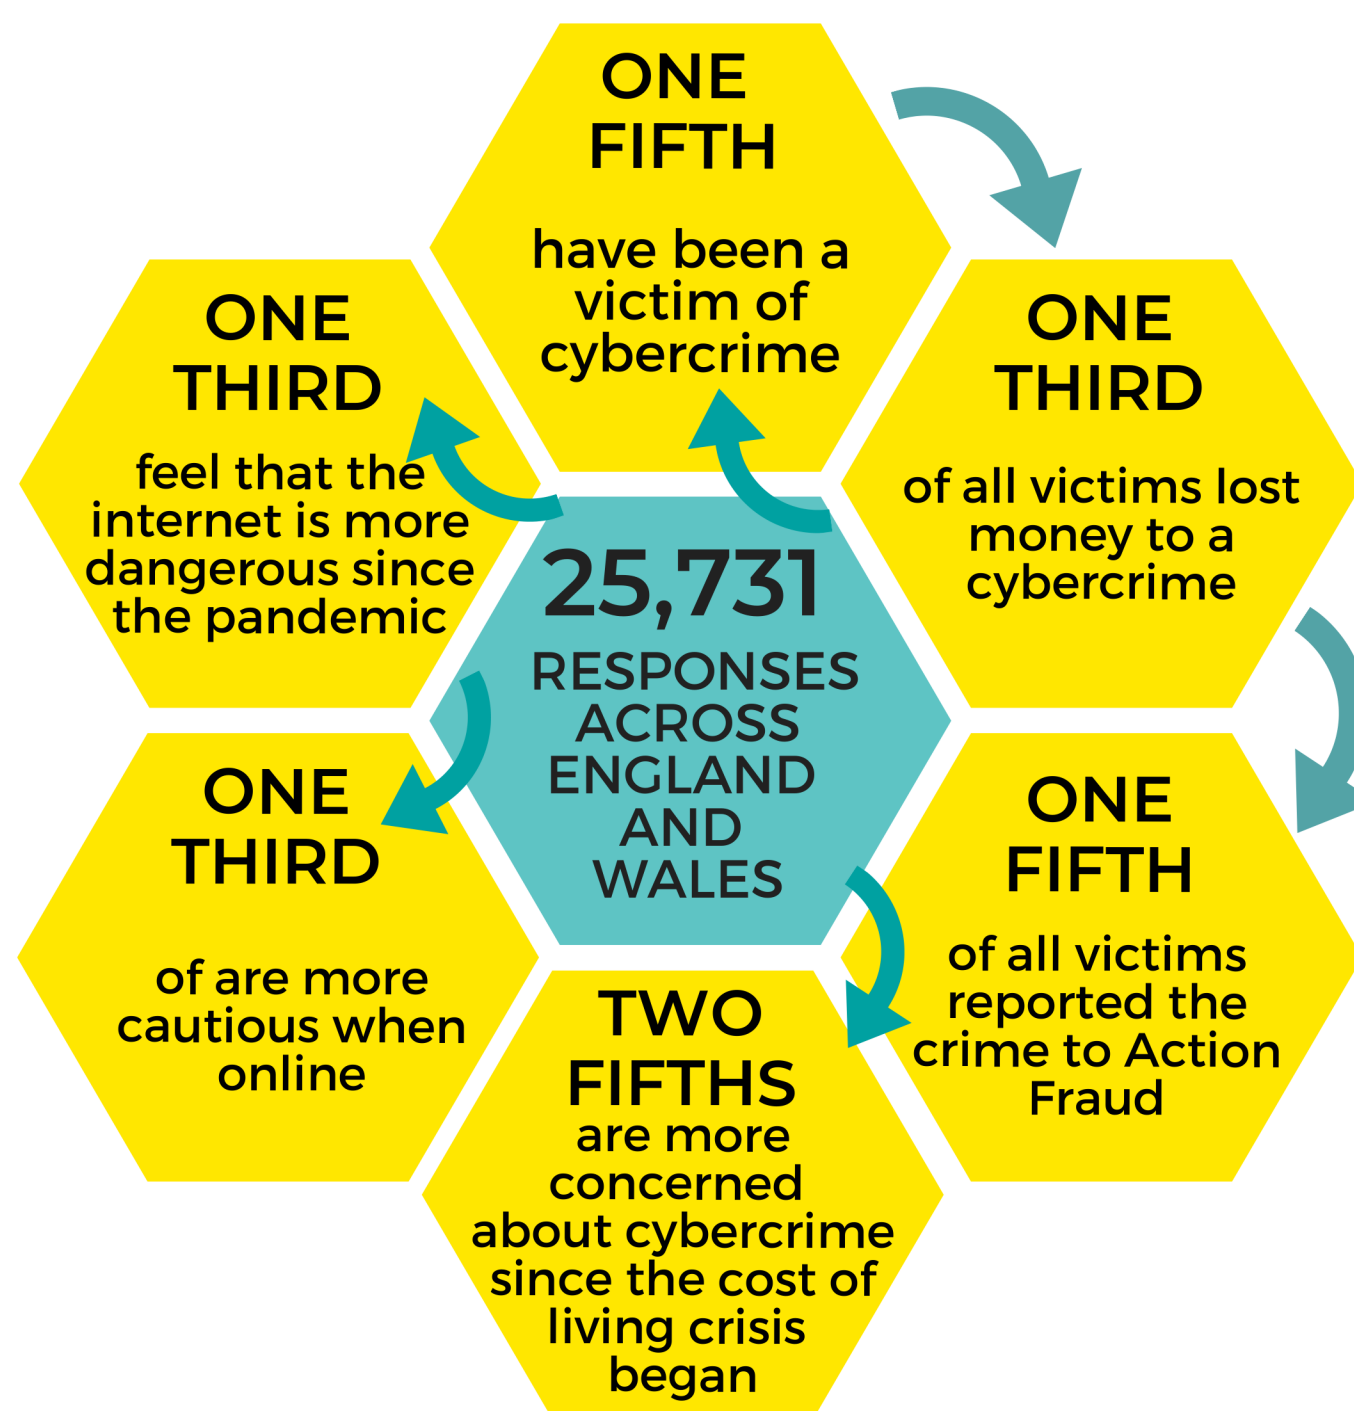 ONE
FIFTH
have been a
victim of
cybercrime
ONE
THIRD
feel that the
internet is more
dangerous since
the pandemic
ONE
THIRD
of all victims lost
money to a
cybercrime
25,731
RESPONSES
ACROSS
ENGLAND
AND
WALES
ONE
THIRD
of are more
cautious when
online
ONE
FIFTH
of all victims
reported the
crime to Action
Fraud
TWO
FIFTHS
are more
concerned
about cybercrime
since the cost of
living crisis
began